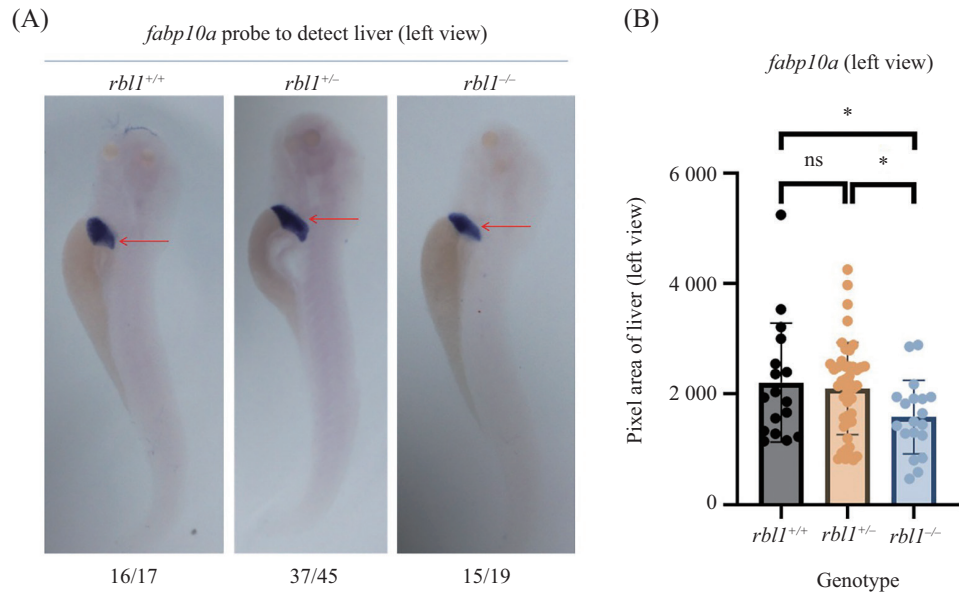 (A)
fabp10a probe to detect liver (left view)
rbl1+/+ rbl1+/– rbl1–/–
16/17 37/45 15/19
(B)
fabp10a (left view)
*
ns *
Pixel area of liver (left view)
6 000
4 000
2 000
0
rbl1+/+ rbl1+/– rbl1–/–
Genotype